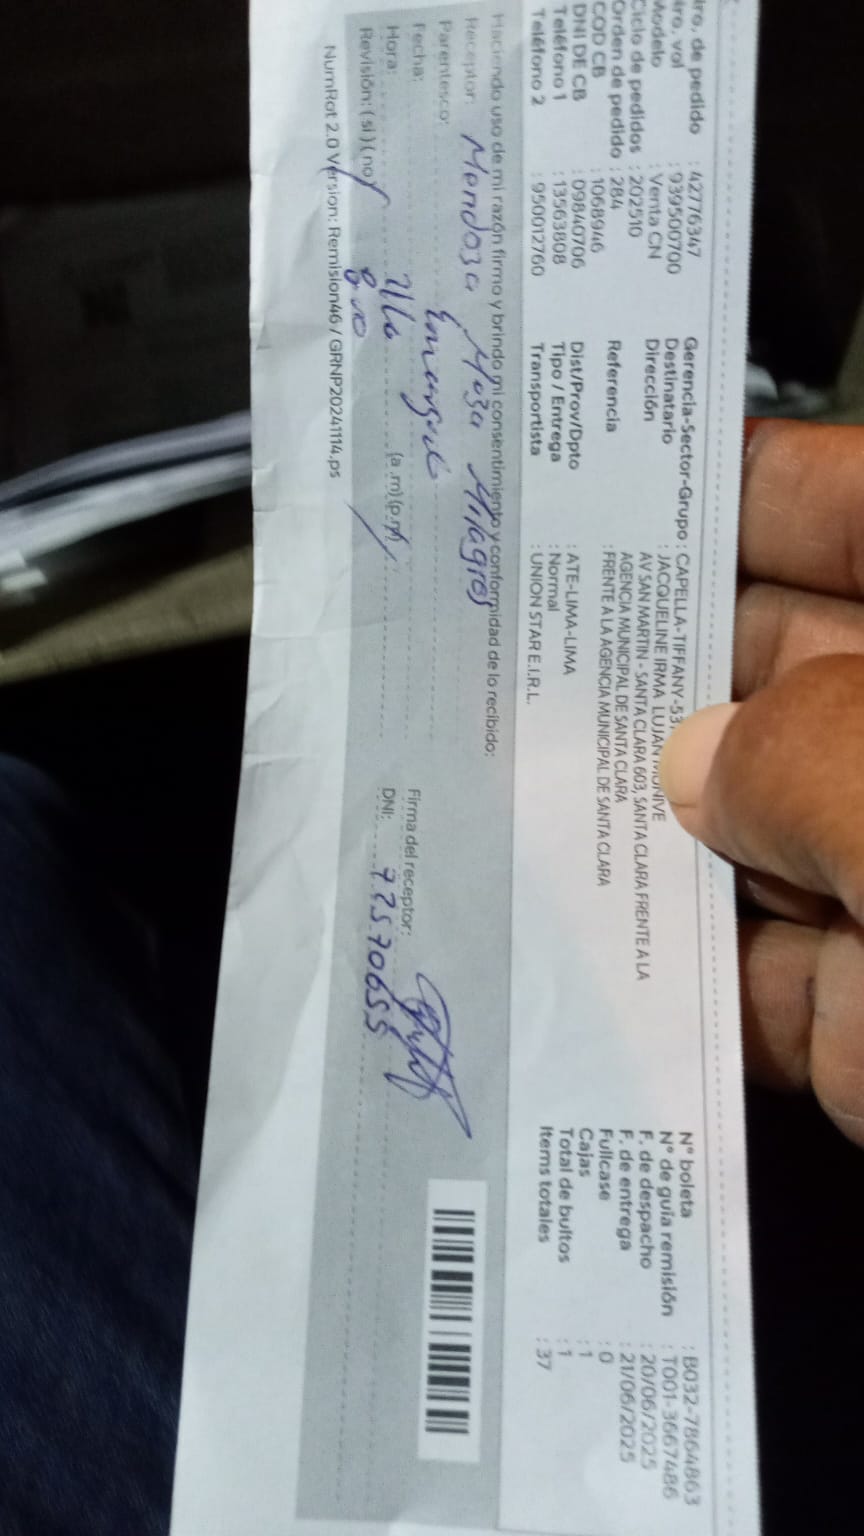 Nro. de pedido : 42776347
Nro. vol : 939500700
Modelo : Venta CN
Ciclo de pedidos : 202510
Orden de pedido : 284
COD CB : 1068946
DNI DE CB : 09840706
Teléfono 1 : 13563808
Teléfono 2 : 950012760
Gerencia-Sector-Grupo : CAPELLA - TIFFANY -53
Destinatario : JACQUELINE IRMA LUJAN MUNIVE
Dirección AV SAN MARTIN - SANTA CLARA 603, SANTA CLARA FRENTE A LA
AGENCIA MUNICIPAL DE SANTA CLARA
Referencia : FRENTE A LA AGENCIA MUNICIPAL DE SANTA CLARA
Dist/Prov/Dpto : ATE-LIMA-LIMA
Tipo / Entrega : Normal
Transportista : UNION STAR E.I.R.L.
N° boleta : B032-7864863
N° de guía remisión : T001-3667486
F. de despacho : 20/06/2025
F. de entrega : 21/06/2025
Fullcase : 0
Cajas : 1
Total de bultos : 1
Items totales : 37
Haciendo uso de mi razón firmo y brindo mi consentimiento y conformidad de lo recibido:
Receptor: Mendoza Meza Milagros
Parentesco:
Fecha:
Hora: (a .m) (p.m)
Revisión: ( si ) ( no )
Firma del receptor:
DNI: 72570655
NumRot 2.0 Version: Remision46 / GRNP20241114.ps